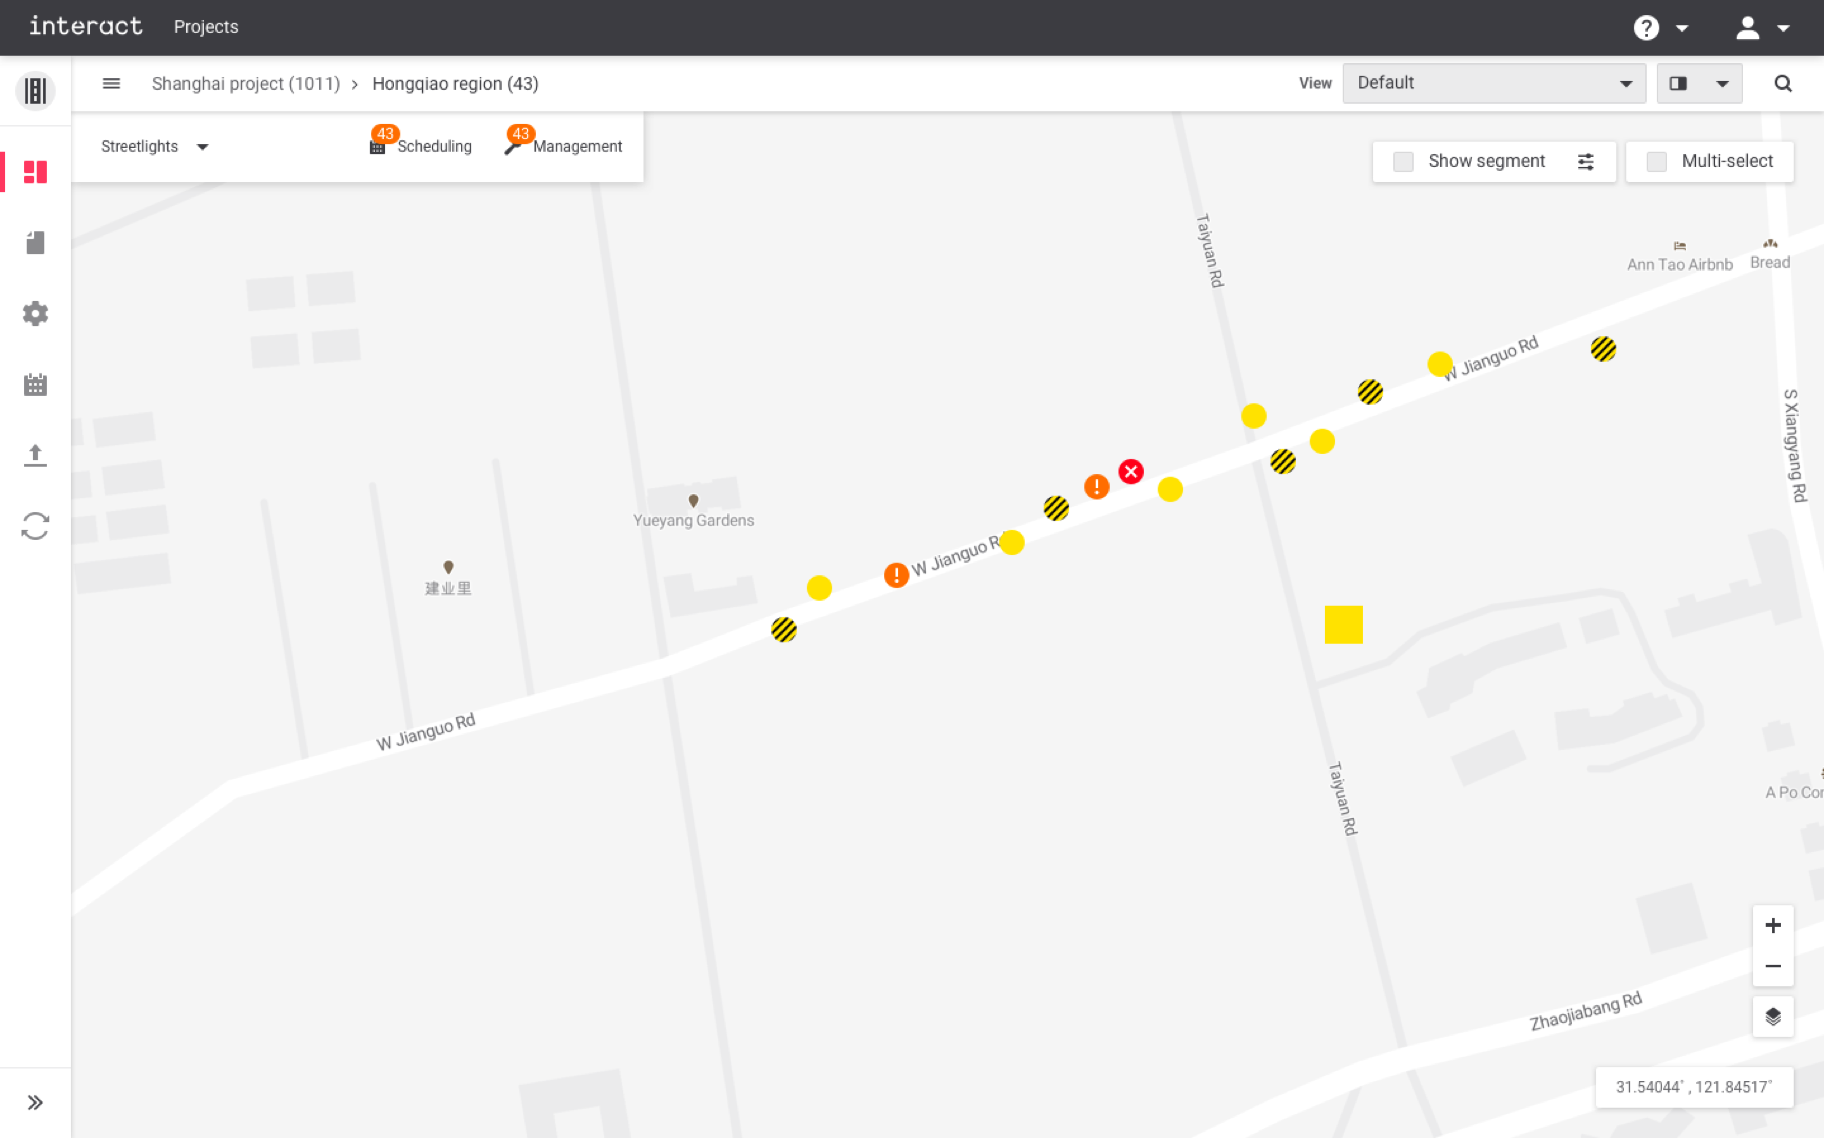 interact Projects
Shanghai project (1011) > Hongqiao region (43)
View Default
Streetlights
43 Scheduling
43 Management
Show segment
Multi-select
Taiyuan Rd
Ann Tao Airbnb
Bread
W Jianguo Rd
S Xiangyang Rd
Yueyang Gardens
W Jianguo R
建业里
W Jianguo Rd
Taiyuan Rd
A Po Cor
Zhaojiabang Rd
31.54044° , 121.84517°